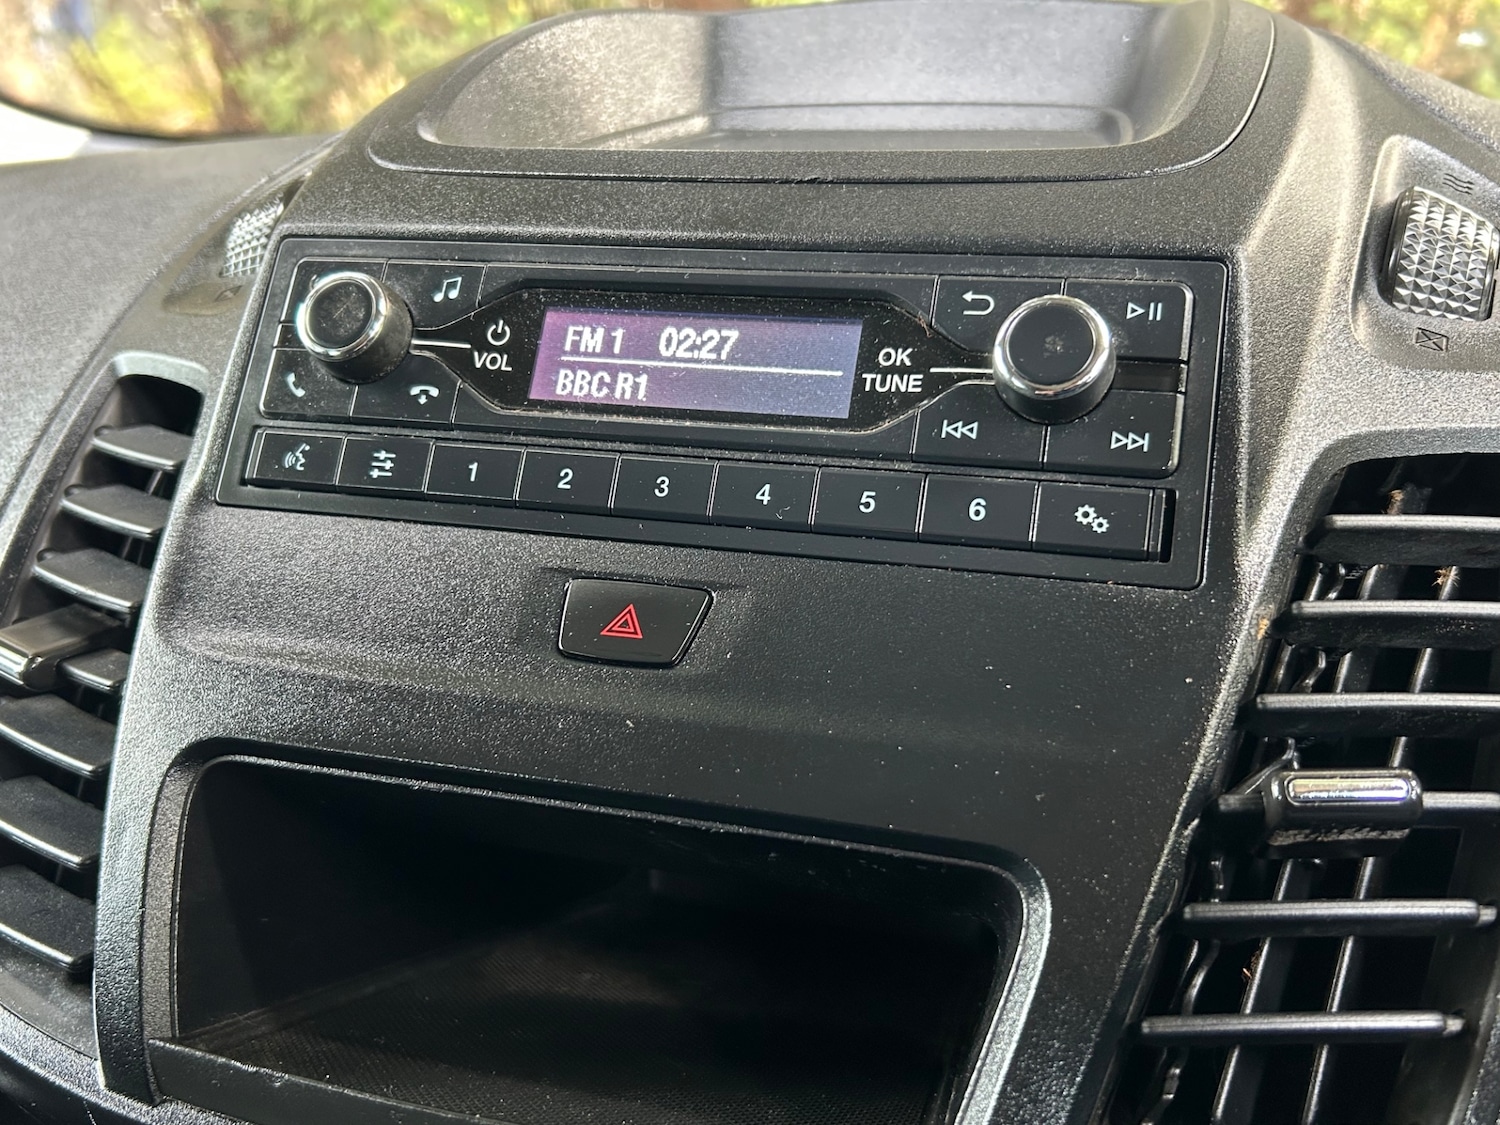 FM 1 02:27
BBC R1
VOL
OK
TUNE
1 2 3 4 5 6